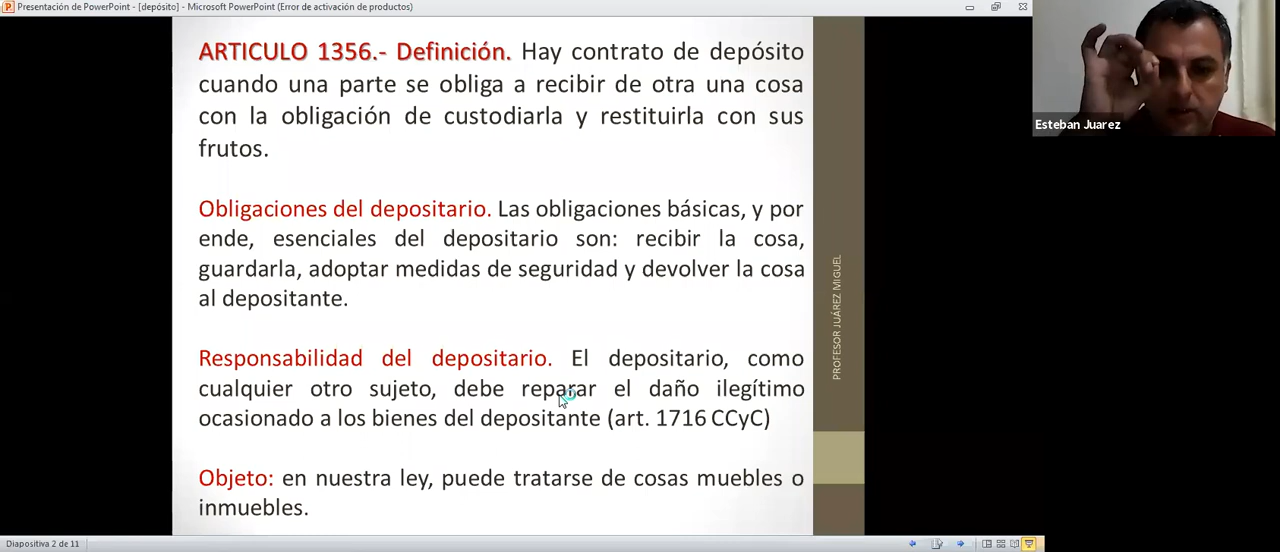 Presentación de PowerPoint - [depósito] - Microsoft PowerPoint (Error de activación de productos)
ARTICULO 1356.- Definición. Hay contrato de depósito
cuando una parte se obliga a recibir de otra una cosa
con la obligación de custodiarla y restituirla con sus
frutos.
Obligaciones del depositario. Las obligaciones básicas, y por
ende, esenciales del depositario son: recibir la cosa,
guardarla, adoptar medidas de seguridad y devolver la cosa
al depositante.
Responsabilidad del depositario. El depositario, como
cualquier otro sujeto, debe reparar el daño ilegítimo
ocasionado a los bienes del depositante (art. 1716 CCyC)
Objeto: en nuestra ley, puede tratarse de cosas muebles o
inmuebles.
PROFESOR JUÁREZ MIGUEL
Esteban Juarez
Diapositiva 2 de 11